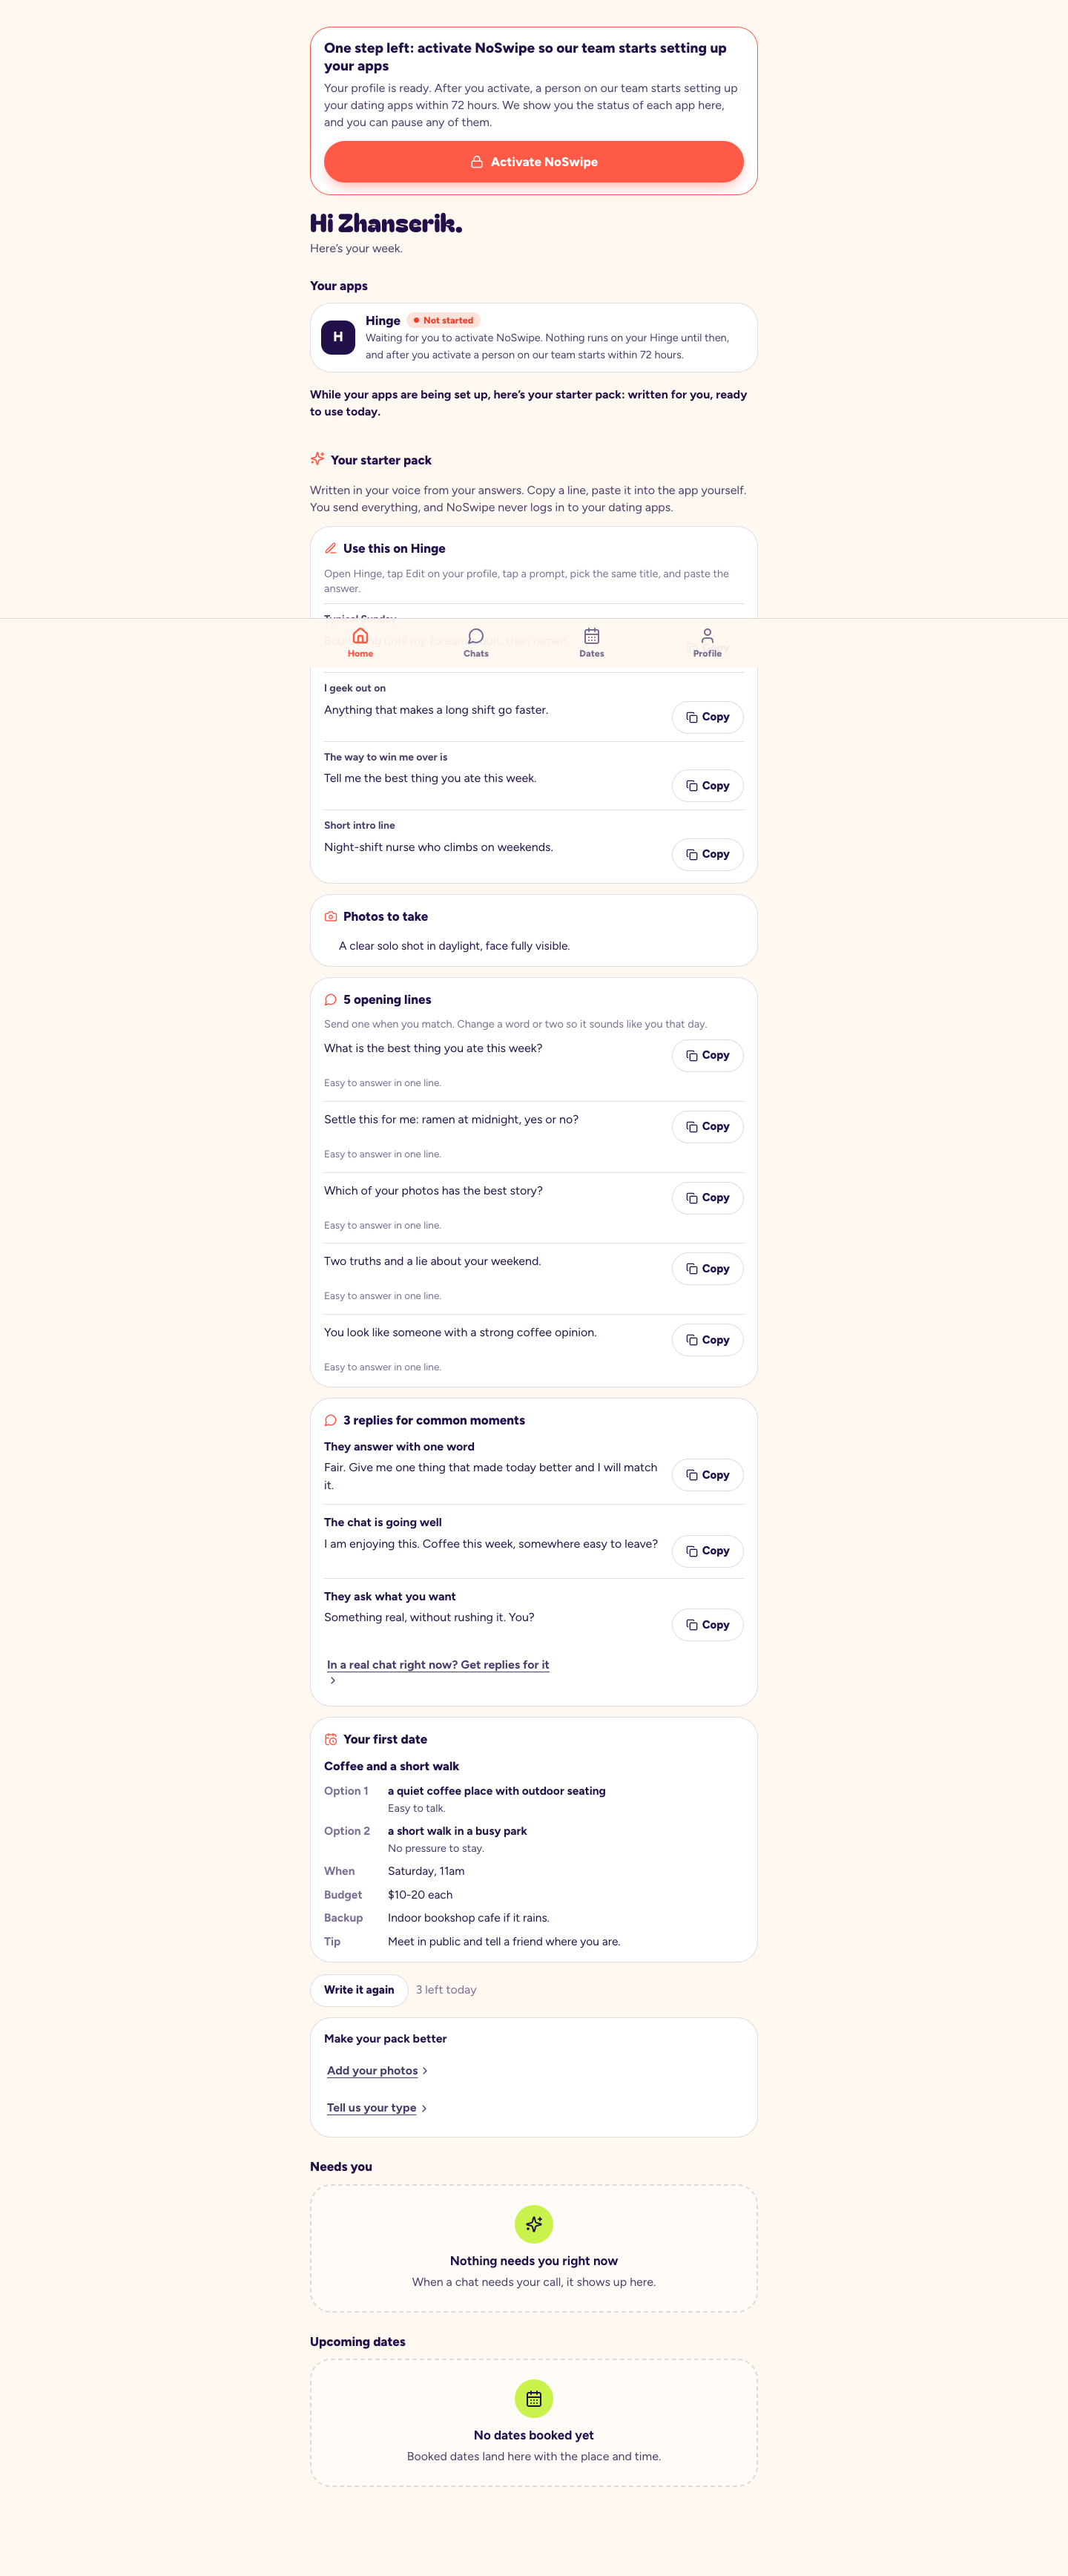 One step left: activate NoSwipe so our team starts setting up
your apps
Your profile is ready. After you activate, a person on our team starts setting up
your dating apps within 72 hours. We show you the status of each app here,
and you can pause any of them.
Activate NoSwipe
Hi Zhanserik.
Here's your week.
Your apps
H
Hinge
Not started
Waiting for you to activate NoSwipe. Nothing runs on your Hinge until then,
and after you activate a person on our team starts within 72 hours.
While your apps are being set up, here's your starter pack: written for you, ready
to use today.
Your starter pack
Written in your voice from your answers. Copy a line, paste it into the app yourself.
You send everything, and NoSwipe never logs in to your dating apps.
Use this on Hinge
Open Hinge, tap Edit on your profile, tap a prompt, pick the same title, and paste the
answer.
Typical Sunday
until my forearms quit, then ramen.
Home
Chats
Dates
Profile
I geek out on
Anything that makes a long shift go faster.
Copy
The way to win me over is
Tell me the best thing you ate this week.
Copy
Short intro line
Night-shift nurse who climbs on weekends.
Copy
Photos to take
A clear solo shot in daylight, face fully visible.
5 opening lines
Send one when you match. Change a word or two so it sounds like you that day.
What is the best thing you ate this week?
Copy
Easy to answer in one line.
Settle this for me: ramen at midnight, yes or no?
Copy
Easy to answer in one line.
Which of your photos has the best story?
Copy
Easy to answer in one line.
Two truths and a lie about your weekend.
Copy
Easy to answer in one line.
You look like someone with a strong coffee opinion.
Copy
Easy to answer in one line.
3 replies for common moments
They answer with one word
Fair. Give me one thing that made today better and I will match
it.
Copy
The chat is going well
I am enjoying this. Coffee this week, somewhere easy to leave?
Copy
They ask what you want
Something real, without rushing it. You?
Copy
In a real chat right now? Get replies for it
Your first date
Coffee and a short walk
Option 1
a quiet coffee place with outdoor seating
Easy to talk.
Option 2
a short walk in a busy park
No pressure to stay.
When
Saturday, 11am
Budget
$10-20 each
Backup
Indoor bookshop cafe if it rains.
Tip
Meet in public and tell a friend where you are.
Write it again
3 left today
Make your pack better
Add your photos
Tell us your type
Needs you
Nothing needs you right now
When a chat needs your call, it shows up here.
Upcoming dates
No dates booked yet
Booked dates land here with the place and time.